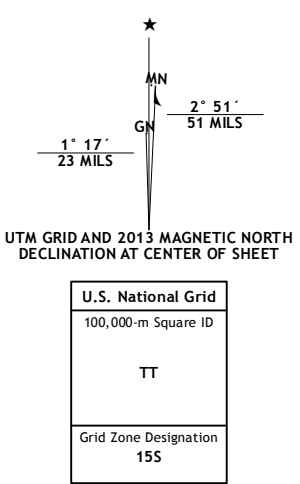 ★
MN
2° 51´
51 MILS
GN
1° 17´
23 MILS
UTM GRID AND 2013 MAGNETIC NORTH
DECLINATION AT CENTER OF SHEET
U.S. National Grid
100,000-m Square ID
TT
Grid Zone Designation
15S